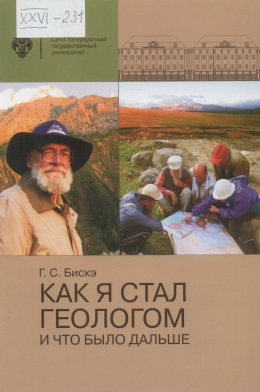 XXVI - 231
Санкт-Петербургский
государственный
университет
Г. С. Бискэ
КАК Я СТАЛ
ГЕОЛОГОМ
И ЧТО БЫЛО ДАЛЬШЕ